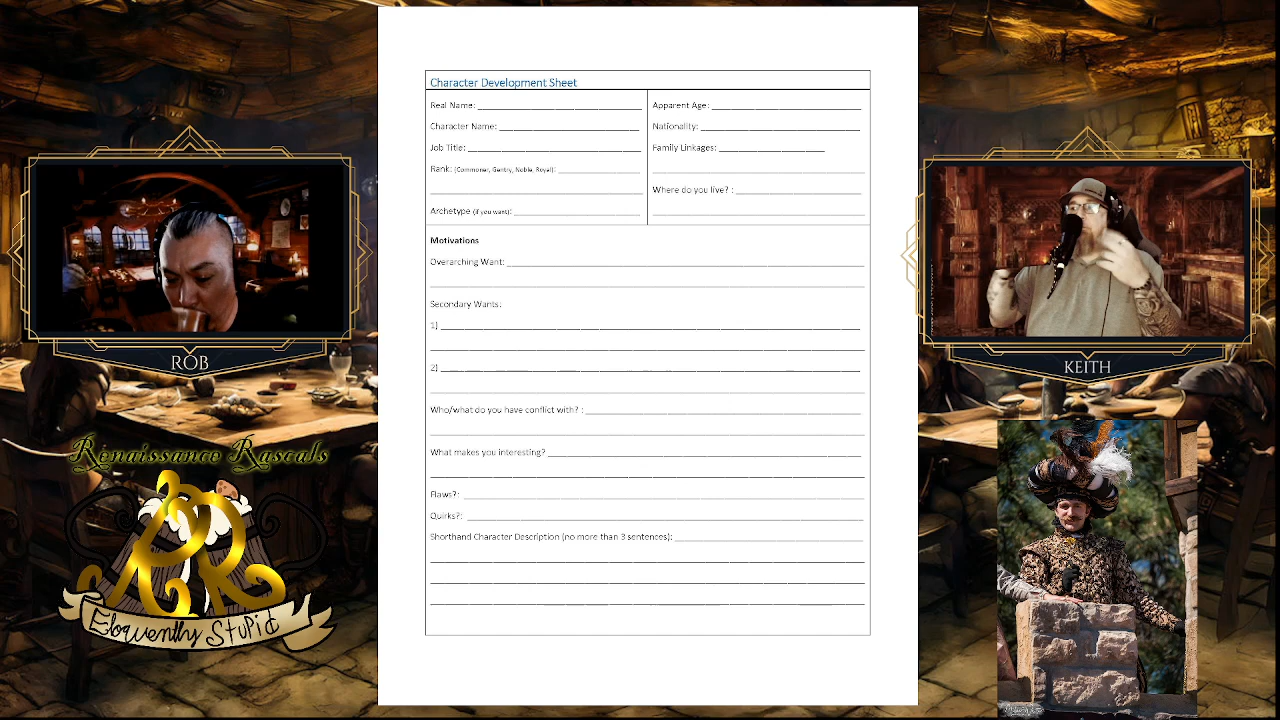 Character Development Sheet
Real Name:
Apparent Age:
Character Name:
Nationality:
Job Title:
Family Linkages:
Rank: (Commoner, Gentry, Noble, Royal):
Where do you live? :
Archetype (if you want):
Motivations
Overarching Want:
Secondary Wants:
1)
2)
Who/what do you have conflict with? :
What makes you interesting?
Flaws?:
Quirks?:
Shorthand Character Description (no more than 3 sentences):
ROB
KEITH
Renaissance Rascals
RR
Eloquently Stupid